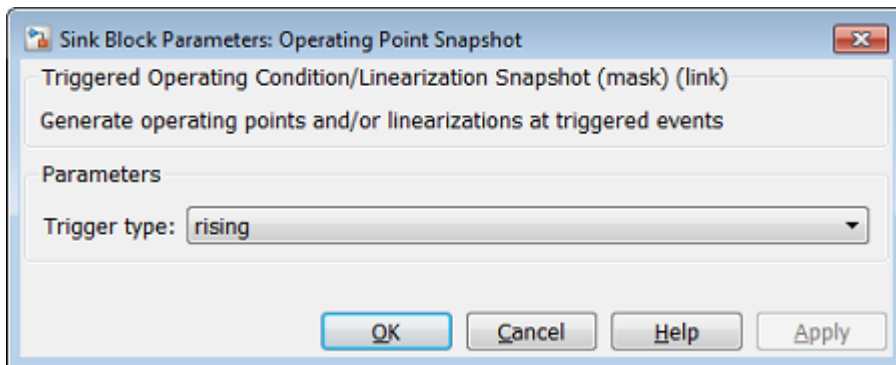 Sink Block Parameters: Operating Point Snapshot
Triggered Operating Condition/Linearization Snapshot (mask) (link)
Generate operating points and/or linearizations at triggered events
Parameters
Trigger type: rising
OK Cancel Help Apply